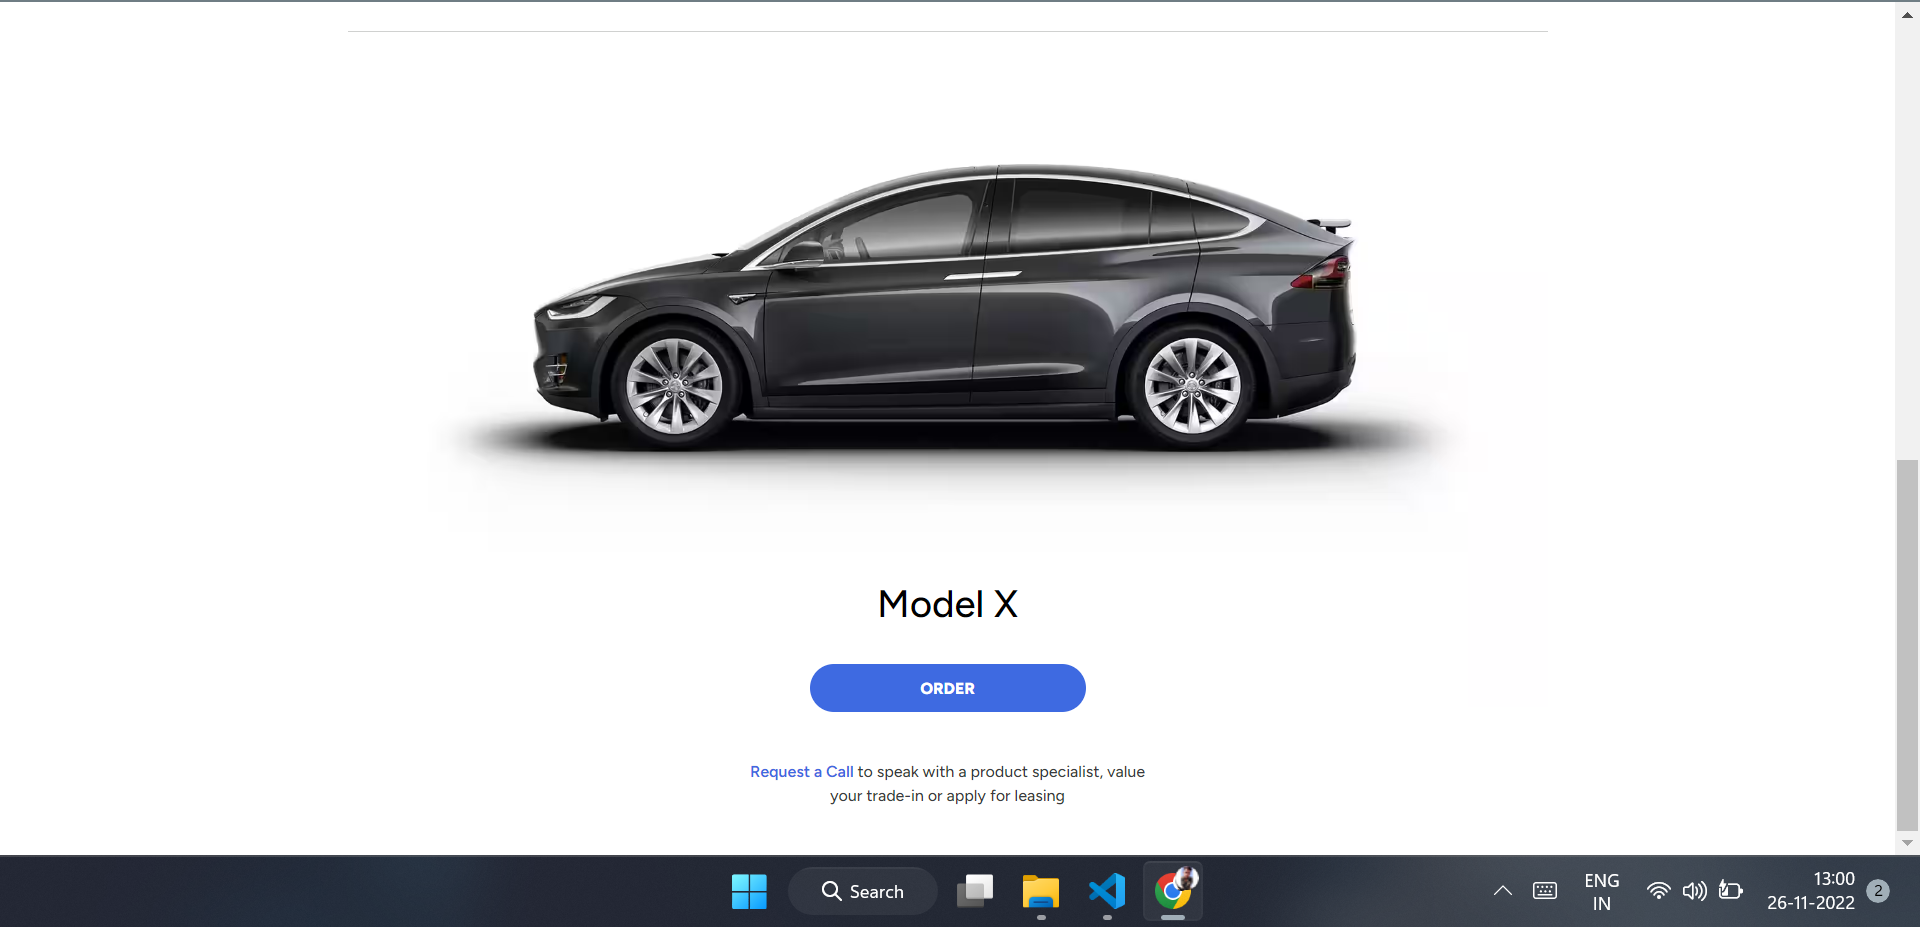 Model X
ORDER
Request a Call to speak with a product specialist, value
your trade-in or apply for leasing
Search
ENG
IN
13:00
26-11-2022
2